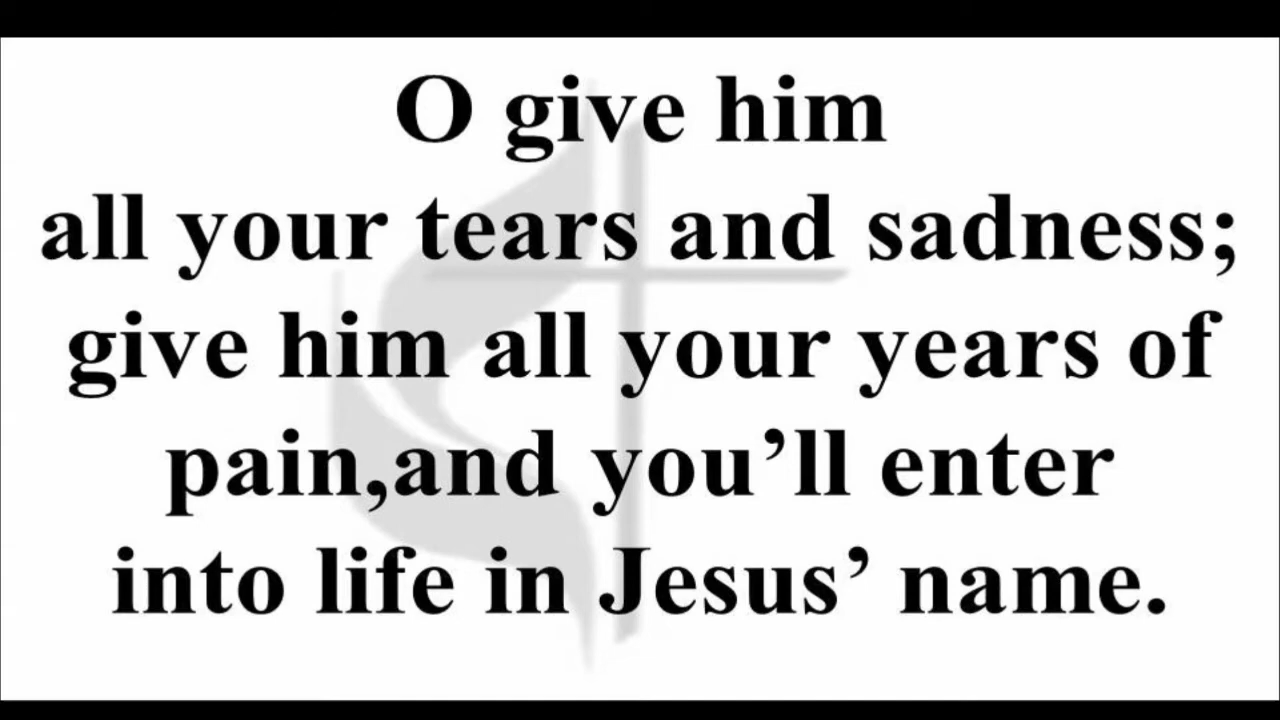 O give him
all your tears and sadness;
give him all your years of
pain,and you’ll enter
into life in Jesus’ name.